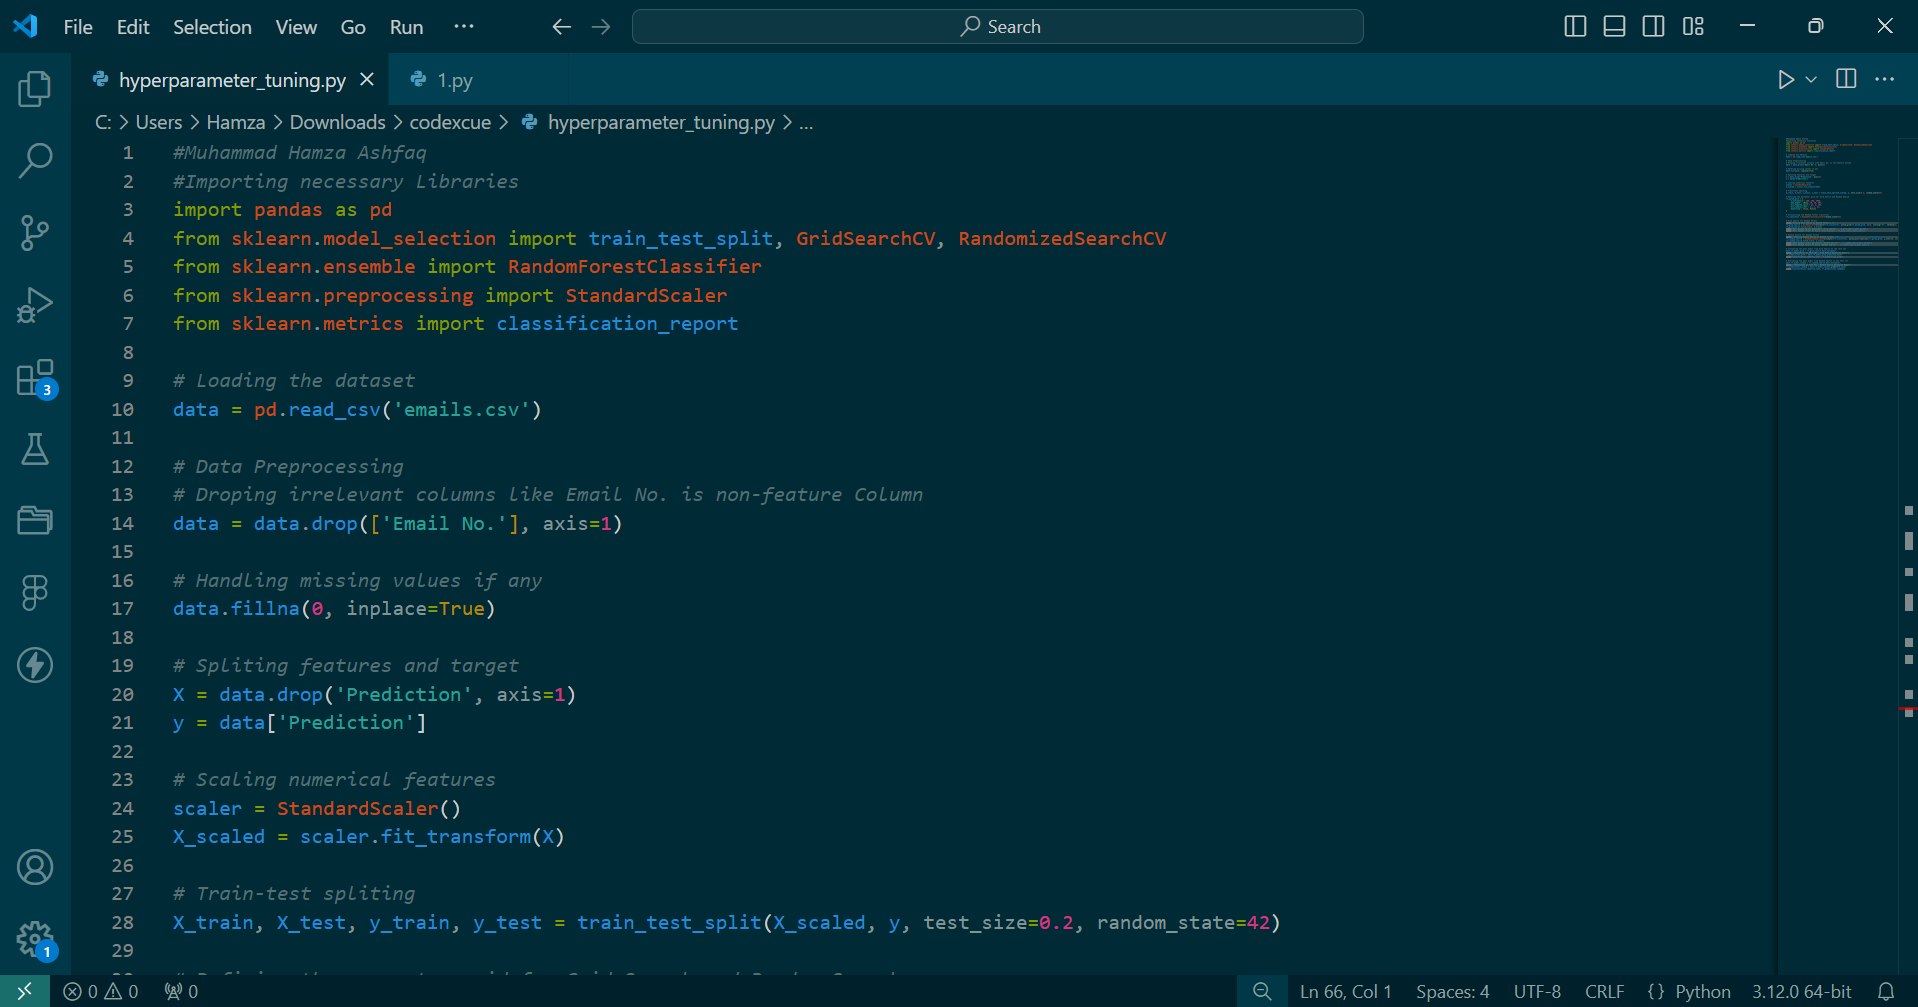 File Edit Selection View Go Run ··· Search
hyperparameter_tuning.py 1.py
C: > Users > Hamza > Downloads > codexcue > hyperparameter_tuning.py > ...
1 #Muhammad Hamza Ashfaq
2 #Importing necessary Libraries
3 import pandas as pd
4 from sklearn.model_selection import train_test_split, GridSearchCV, RandomizedSearchCV
5 from sklearn.ensemble import RandomForestClassifier
6 from sklearn.preprocessing import StandardScaler
7 from sklearn.metrics import classification_report
8
9 # Loading the dataset
10 data = pd.read_csv('emails.csv')
11
12 # Data Preprocessing
13 # Droping irrelevant columns like Email No. is non-feature Column
14 data = data.drop(['Email No.'], axis=1)
15
16 # Handling missing values if any
17 data.fillna(0, inplace=True)
18
19 # Spliting features and target
20 X = data.drop('Prediction', axis=1)
21 y = data['Prediction']
22
23 # Scaling numerical features
24 scaler = StandardScaler()
25 X_scaled = scaler.fit_transform(X)
26
27 # Train-test spliting
28 X_train, X_test, y_train, y_test = train_test_split(X_scaled, y, test_size=0.2, random_state=42)
29
3
1
0 0 0 Ln 66, Col 1 Spaces: 4 UTF-8 CRLF {} Python 3.12.0 64-bit